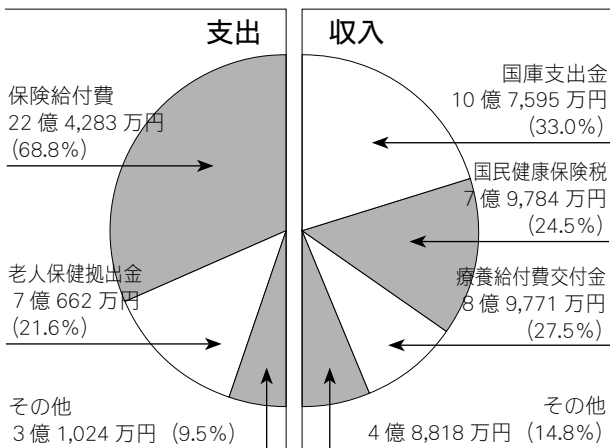 支出
収入
保険給付費
22 億 4,283 万円
(68.8%)
老人保健拠出金
7 億 662 万円
(21.6%)
その他
3 億 1,024 万円 (9.5%)
国庫支出金
10 億 7,595 万円
(33.0%)
国民健康保険税
7 億 9,784 万円
(24.5%)
療養給付費交付金
8 億 9,771 万円
(27.5%)
その他
4 億 8,818 万円 (14.8%)